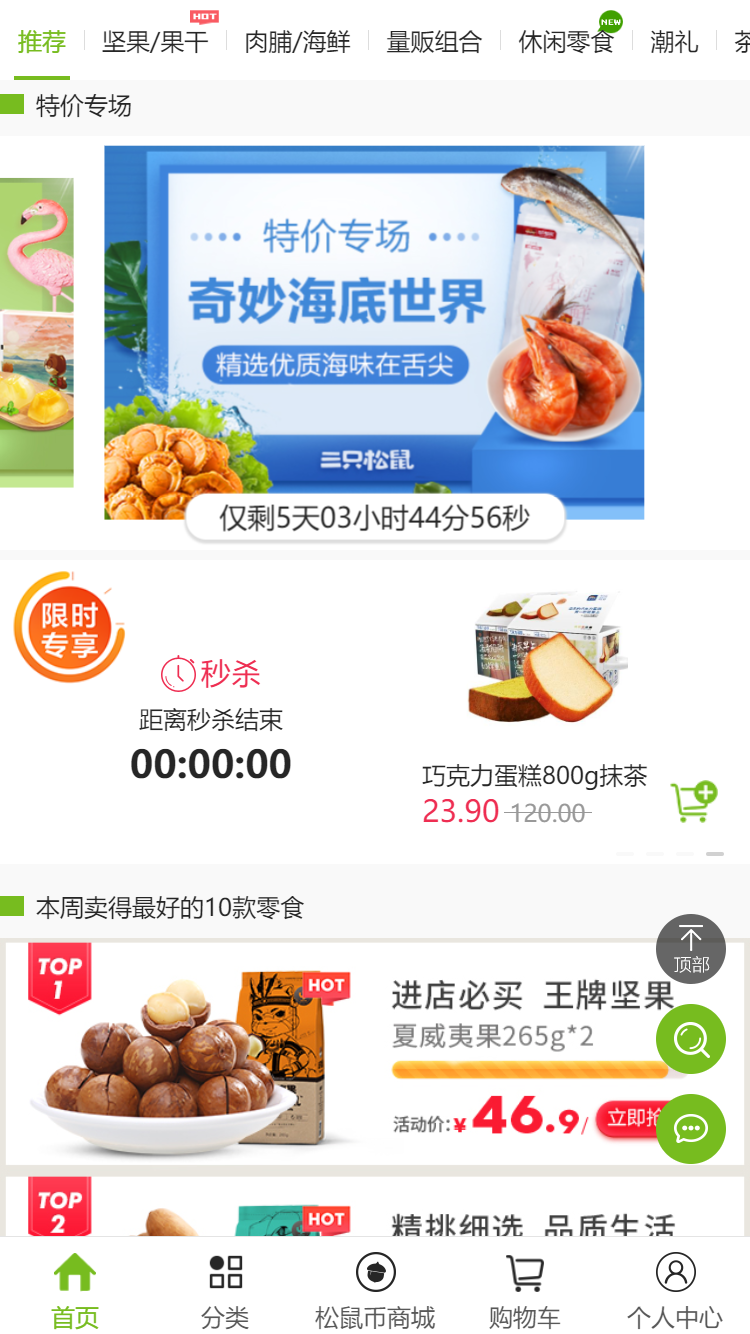 HOT
NEW
推荐 坚果/果干 肉脯/海鲜 量贩组合 休闲零食 潮礼
特价专场
特价专场
奇妙海底世界
精选优质海味在舌尖
三只松鼠
仅剩5天03小时44分56秒
限时
专享
秒杀
距离秒杀结束
00:00:00
巧克力蛋糕800g抹茶
23.90 120.00
本周卖得最好的10款零食
TOP
1
HOT
进店必买 王牌坚果
夏威夷果265g*2
活动价:¥46.9/ 立即抢
顶部
TOP
2
HOT
精挑细选 品质生活
首页 分类 松鼠币商城 购物车 个人中心